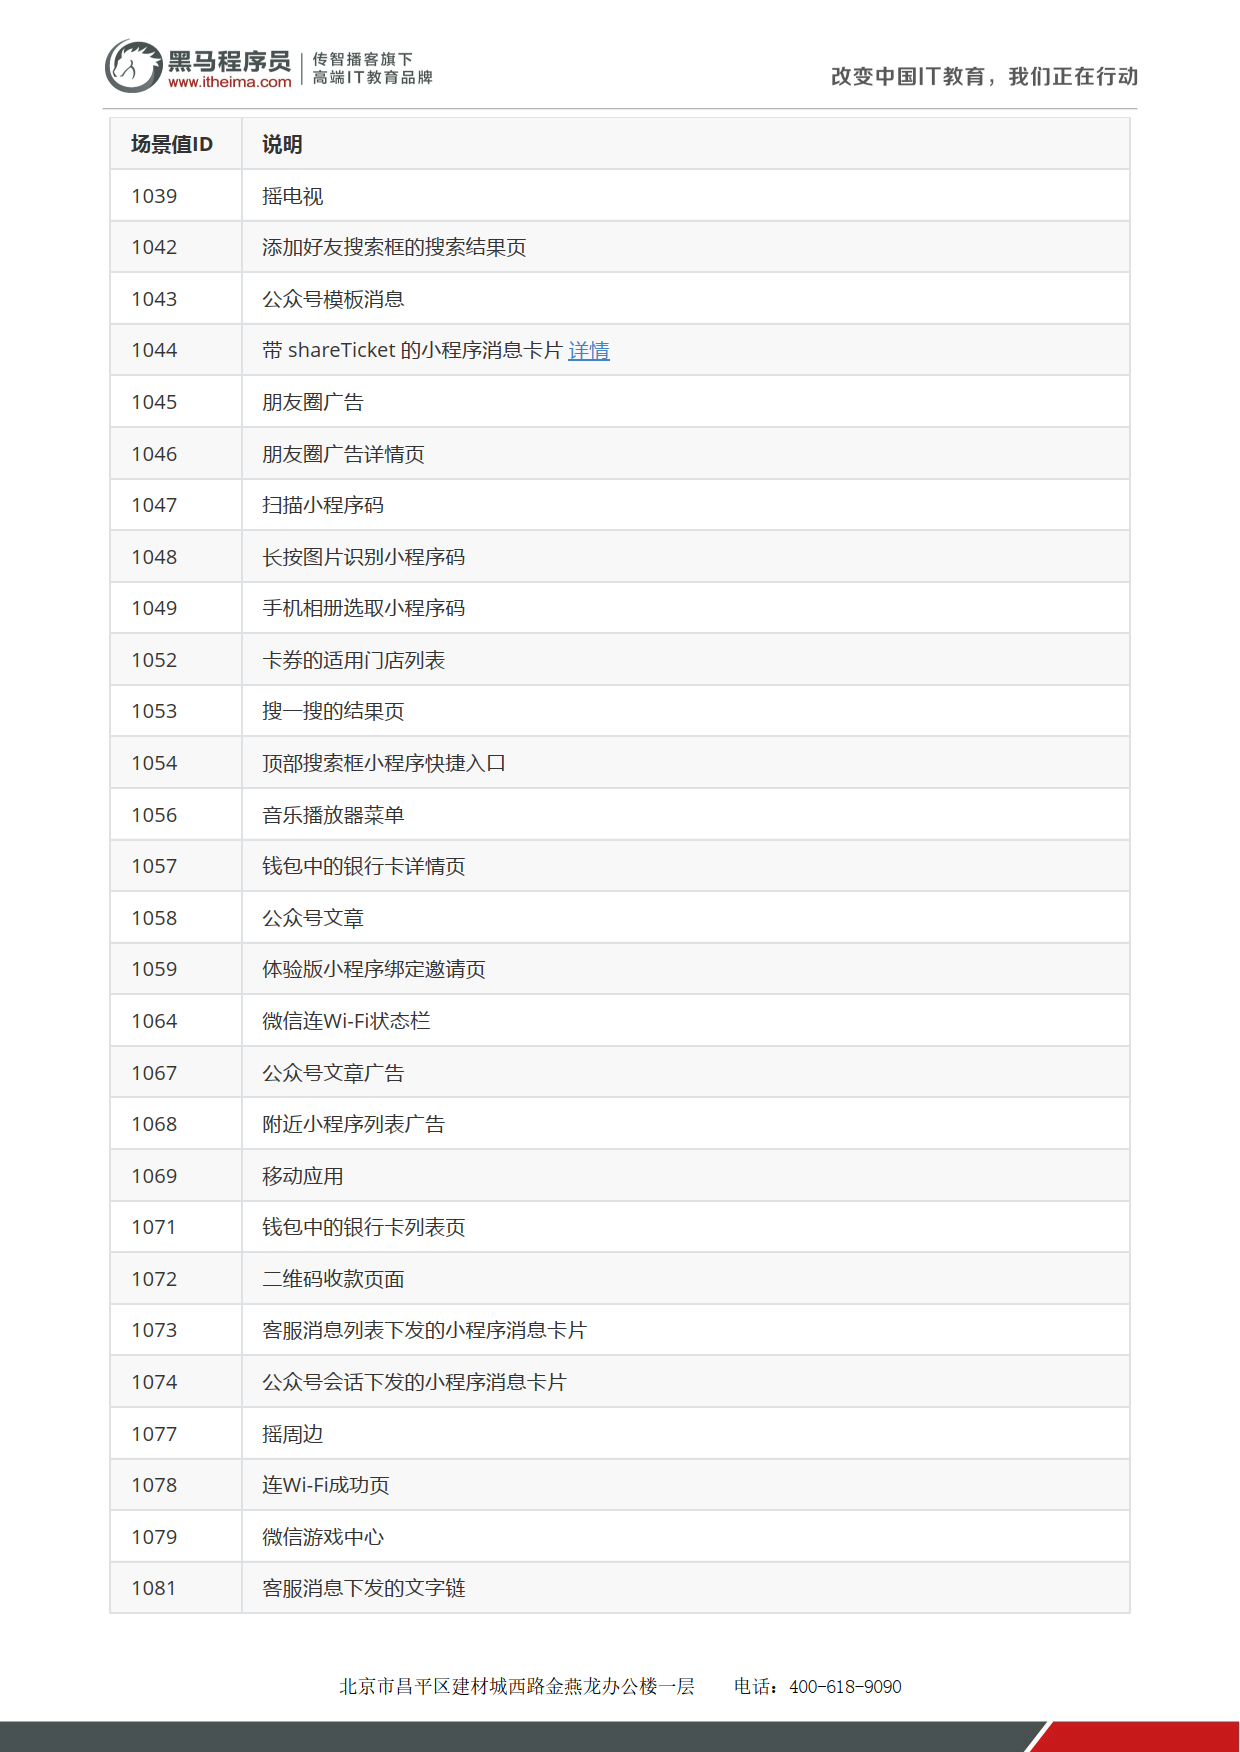 黑马程序员
www.itheima.com
传智播客旗下
高端IT教育品牌
改变中国IT教育，我们正在行动
场景值ID 说明
1039 摇电视
1042 添加好友搜索框的搜索结果页
1043 公众号模板消息
1044 带 shareTicket 的小程序消息卡片 详情
1045 朋友圈广告
1046 朋友圈广告详情页
1047 扫描小程序码
1048 长按图片识别小程序码
1049 手机相册选取小程序码
1052 卡券的适用门店列表
1053 搜一搜的结果页
1054 顶部搜索框小程序快捷入口
1056 音乐播放器菜单
1057 钱包中的银行卡详情页
1058 公众号文章
1059 体验版小程序绑定邀请页
1064 微信连Wi-Fi状态栏
1067 公众号文章广告
1068 附近小程序列表广告
1069 移动应用
1071 钱包中的银行卡列表页
1072 二维码收款页面
1073 客服消息列表下发的小程序消息卡片
1074 公众号会话下发的小程序消息卡片
1077 摇周边
1078 连Wi-Fi成功页
1079 微信游戏中心
1081 客服消息下发的文字链
北京市昌平区建材城西路金燕龙办公楼一层 电话：400-618-9090